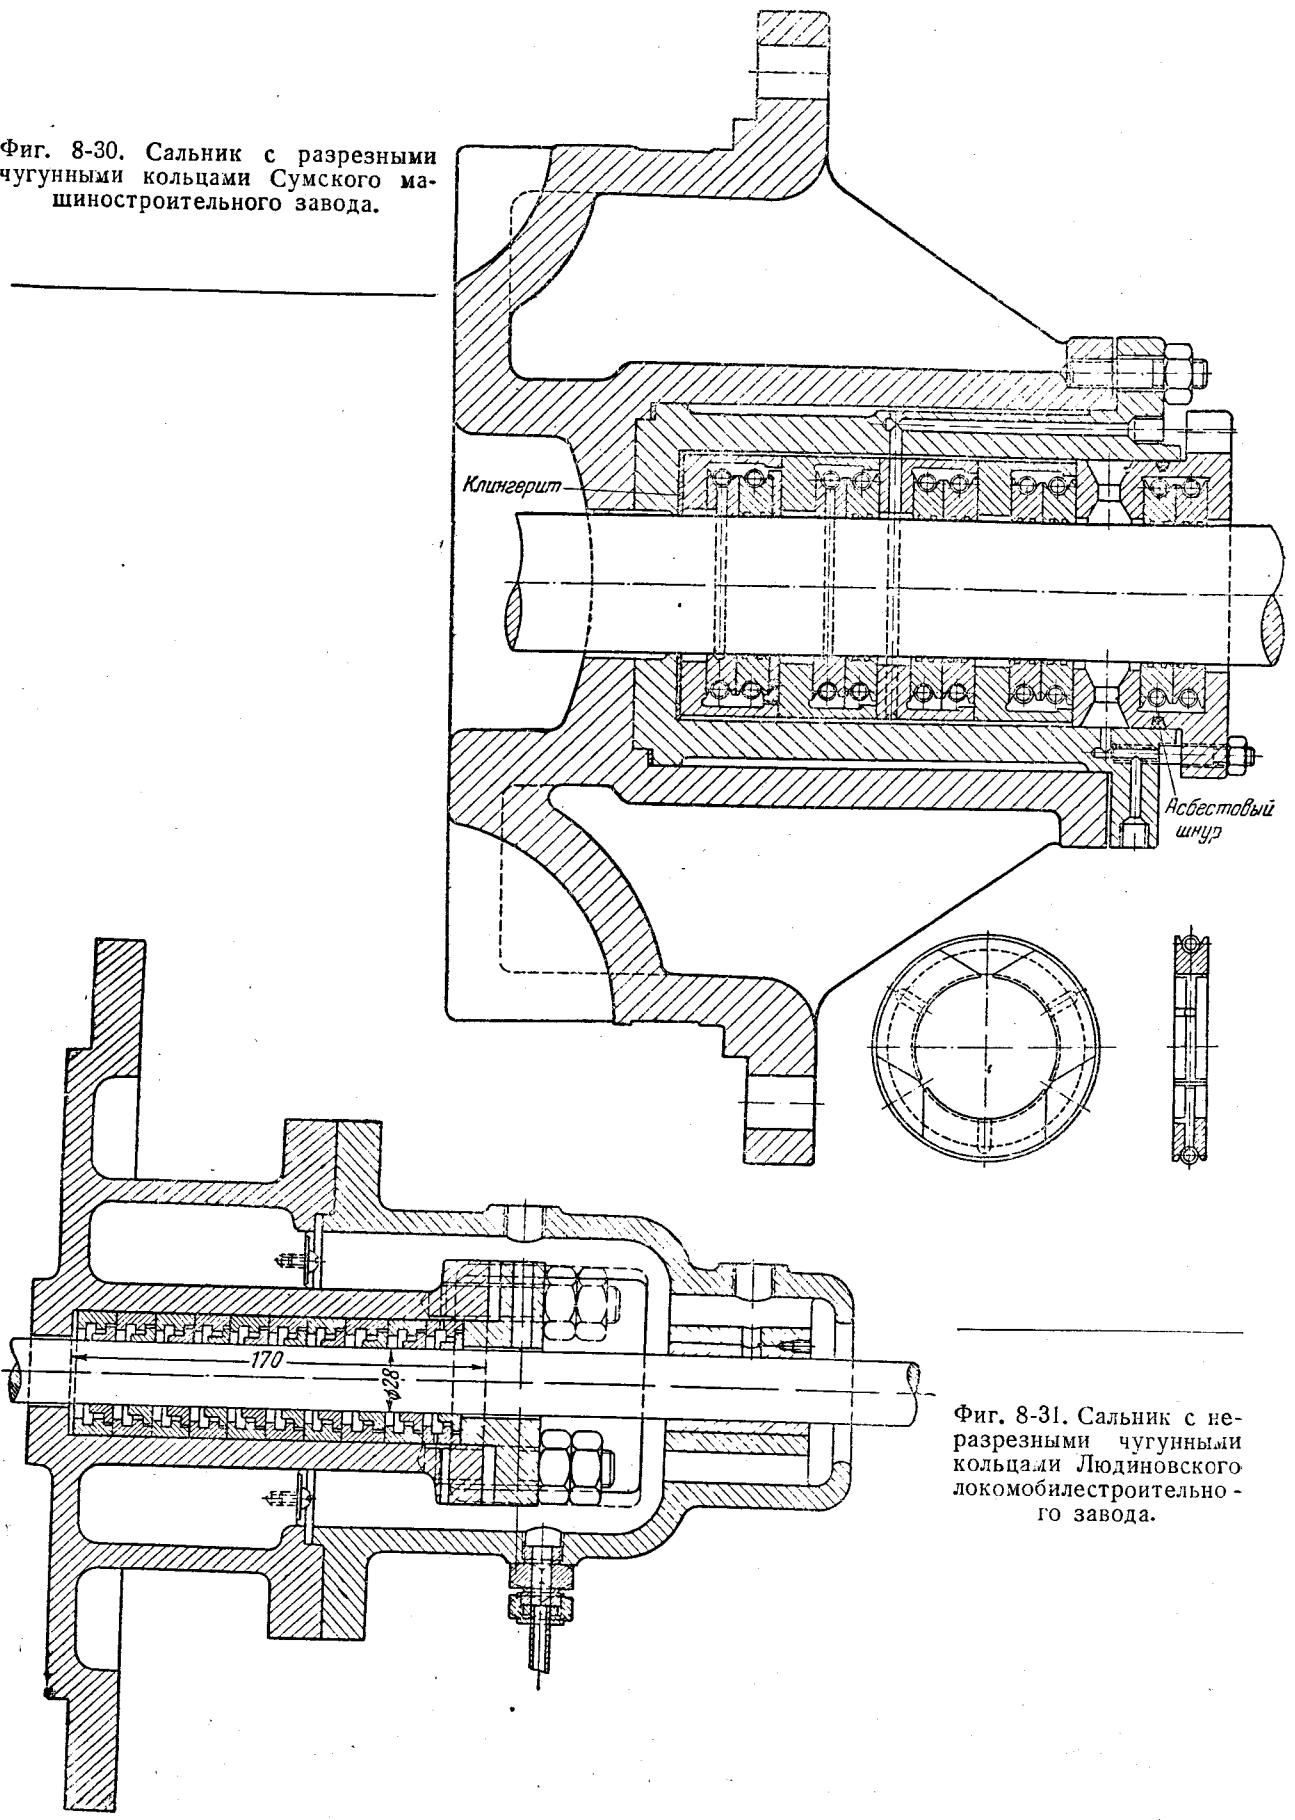 Фиг. 8-30. Сальник с разрезными
чугунными кольцами Сумского ма-
шиностроительного завода.
Клингерит
Асбестовый
шнур
170
ϕ28
Фиг. 8-31. Сальник с не-
разрезными чугунными
кольцами Людиновского
локомобилестроительно-
го завода.